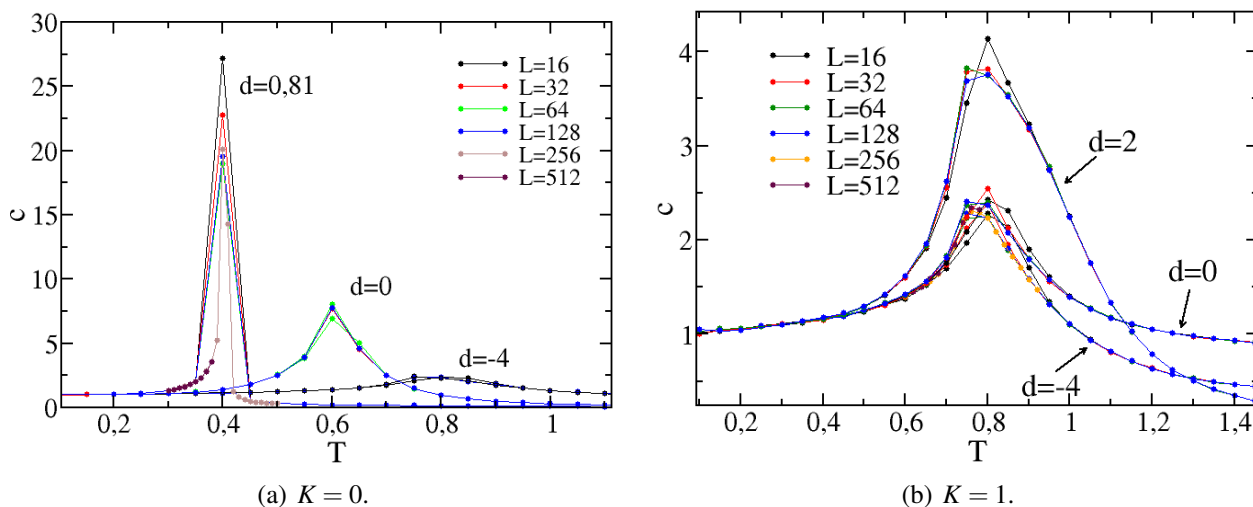 30
25
20
15
10
5
0
c
d=0,81
d=0
d=-4
L=16
L=32
L=64
L=128
L=256
L=512
0,2
0,4
0,6
0,8
1
T
(a) K = 0.
4
3
2
1
c
L=16
L=32
L=64
L=128
L=256
L=512
d=2
d=0
d=-4
0,2
0,4
0,6
0,8
1
1,2
1,4
T
(b) K = 1.